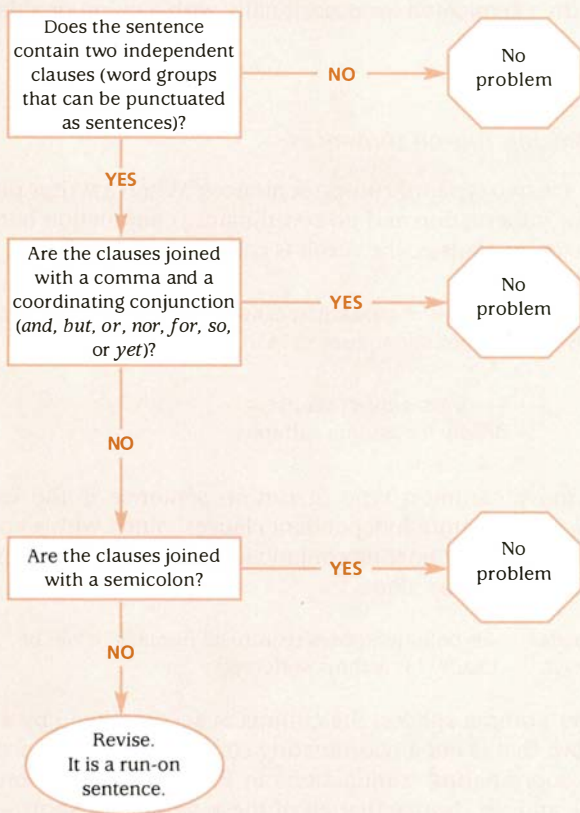 Does the sentence
contain two independent
clauses (word groups
that can be punctuated
as sentences)?
NO
No
problem
YES
Are the clauses joined
with a comma and a
coordinating conjunction
(and, but, or, nor, for, so,
or yet)?
YES
No
problem
NO
Are the clauses joined
with a semicolon?
YES
No
problem
NO
Revise.
It is a run-on
sentence.